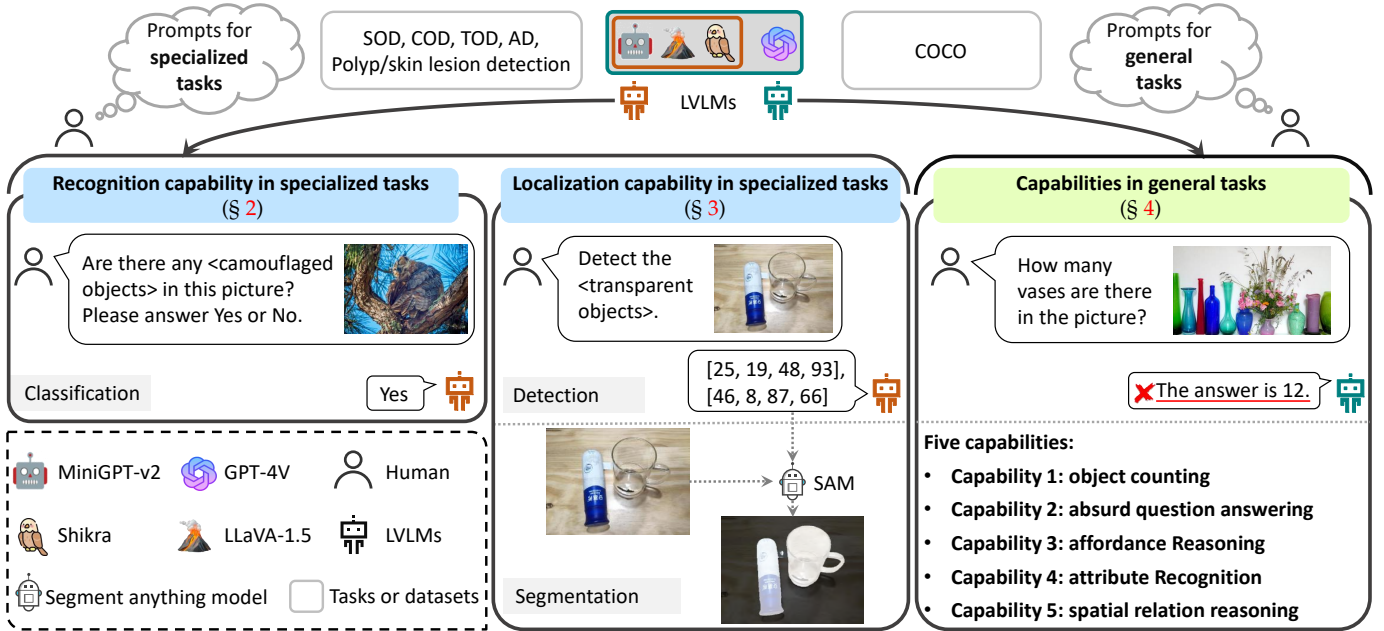 Prompts for
specialized
tasks
SOD, COD, TOD, AD,
Polyp/skin lesion detection
LVLMs
COCO
Prompts for
general
tasks
Recognition capability in specialized tasks
(§ 2)
Are there any <camouflaged
objects> in this picture?
Please answer Yes or No.
Classification
Yes
Localization capability in specialized tasks
(§ 3)
Detect the
<transparent
objects>.
[25, 19, 48, 93],
[46, 8, 87, 66]
Detection
SAM
Segmentation
Capabilities in general tasks
(§ 4)
How many
vases are there
in the picture?
The answer is 12.
Five capabilities:
• Capability 1: object counting
• Capability 2: absurd question answering
• Capability 3: affordance Reasoning
• Capability 4: attribute Recognition
• Capability 5: spatial relation reasoning
MiniGPT-v2
GPT-4V
Human
Shikra
LLaVA-1.5
LVLMs
Segment anything model
Tasks or datasets